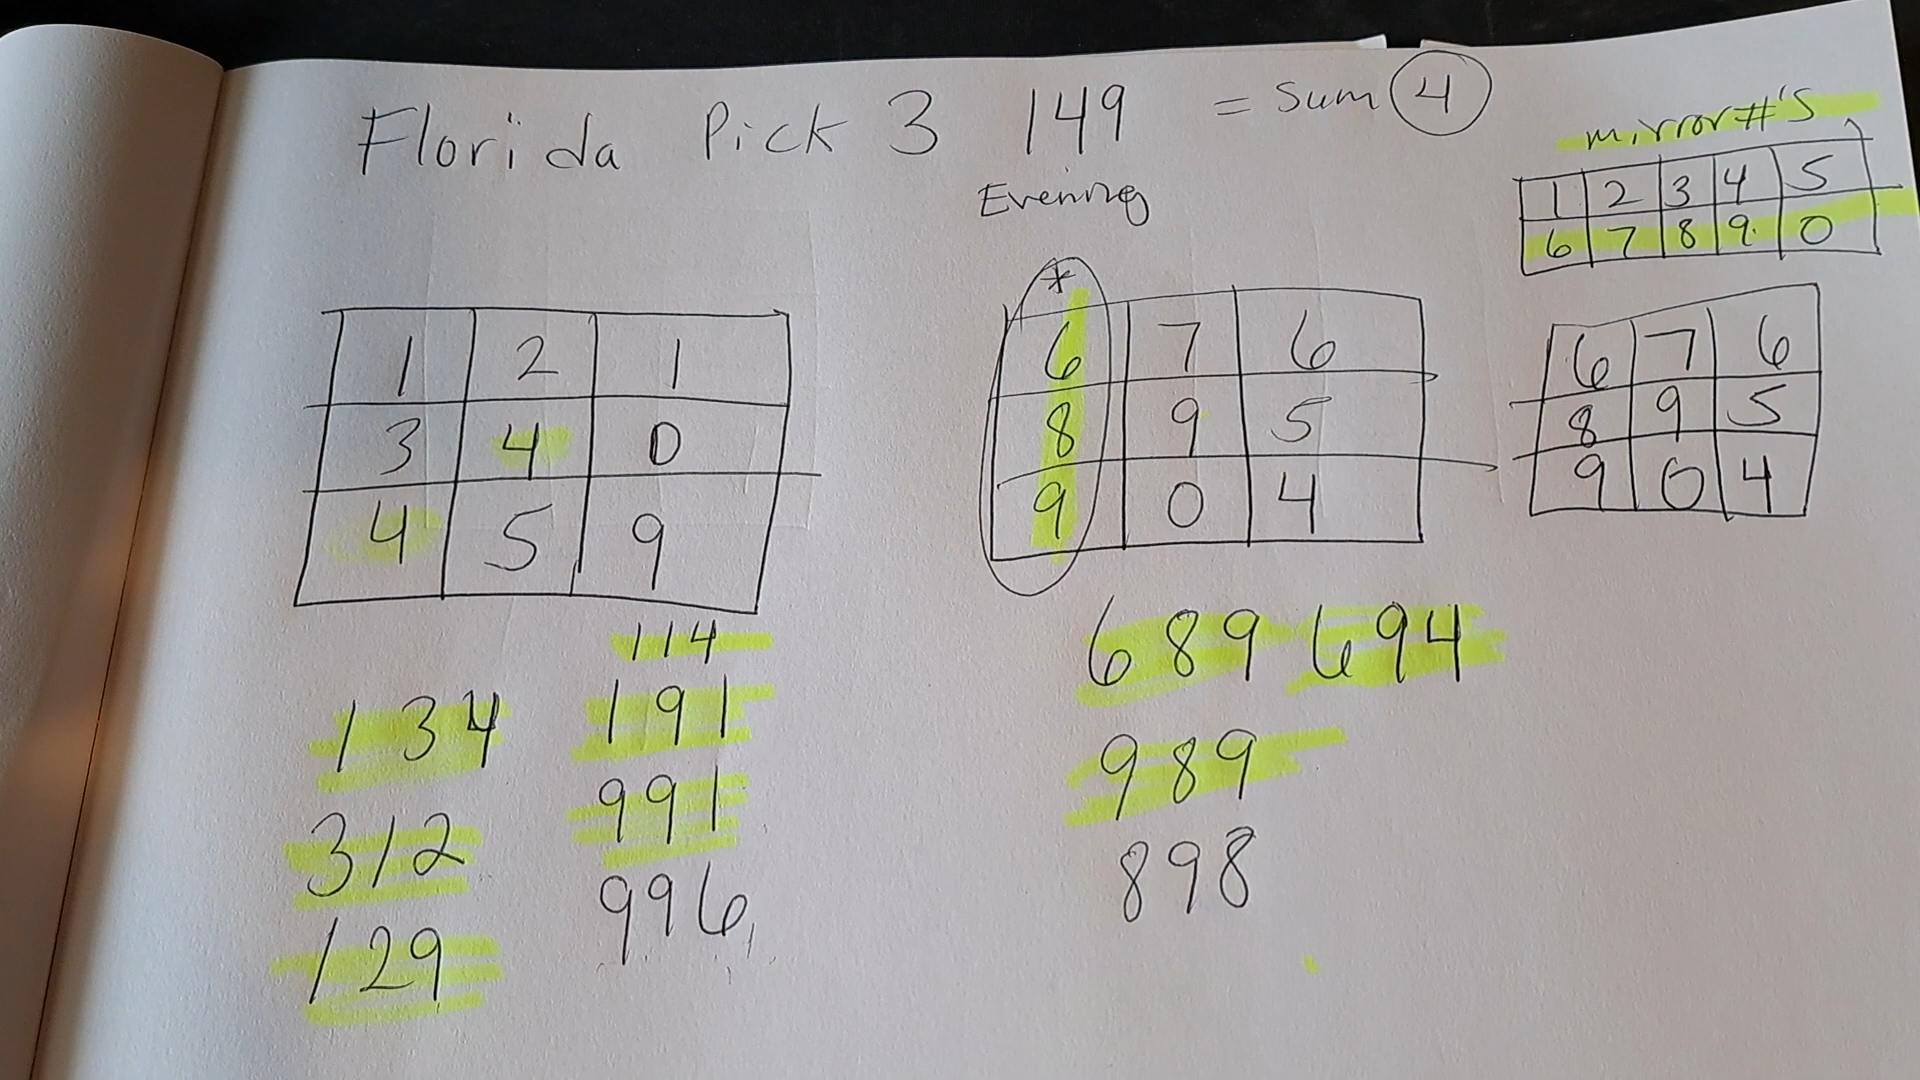 Florida Pick 3 149 = Sum 4
Evening
mirror #'s
1 2 3 4 5
6 7 8 9 0
1 2 1
3 4 0
4 5 9
*
6 7 6
8 9 5
9 0 4
6 7 6
8 9 5
9 0 4
134
312
129
114
191
991
996
689 694
989
898